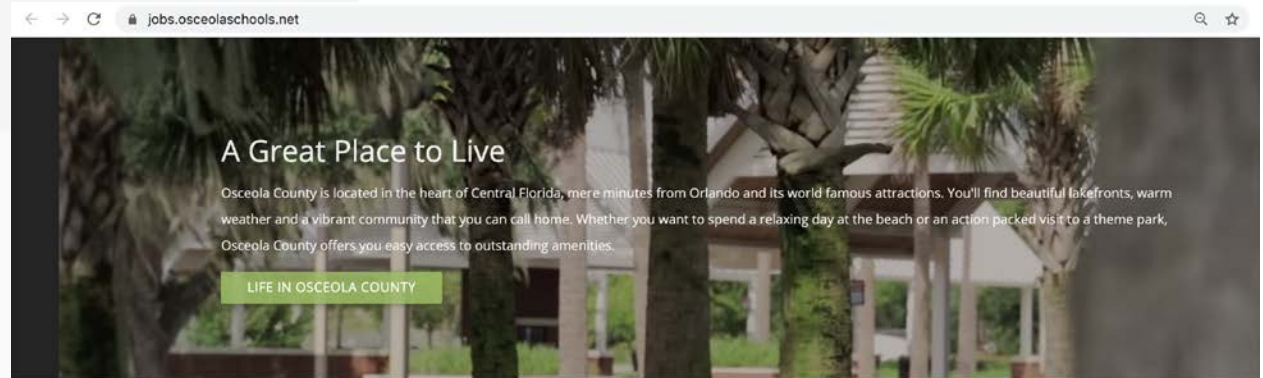 jobs.osceolaschools.net
A Great Place to Live
Osceola County is located in the heart of Central Florida, mere minutes from Orlando and its world famous attractions. You'll find beautiful lakefronts, warm
weather and a vibrant community that you can call home. Whether you want to spend a relaxing day at the beach or an action packed visit to a theme park,
Osceola County offers you easy access to outstanding amenities.
LIFE IN OSCEOLA COUNTY